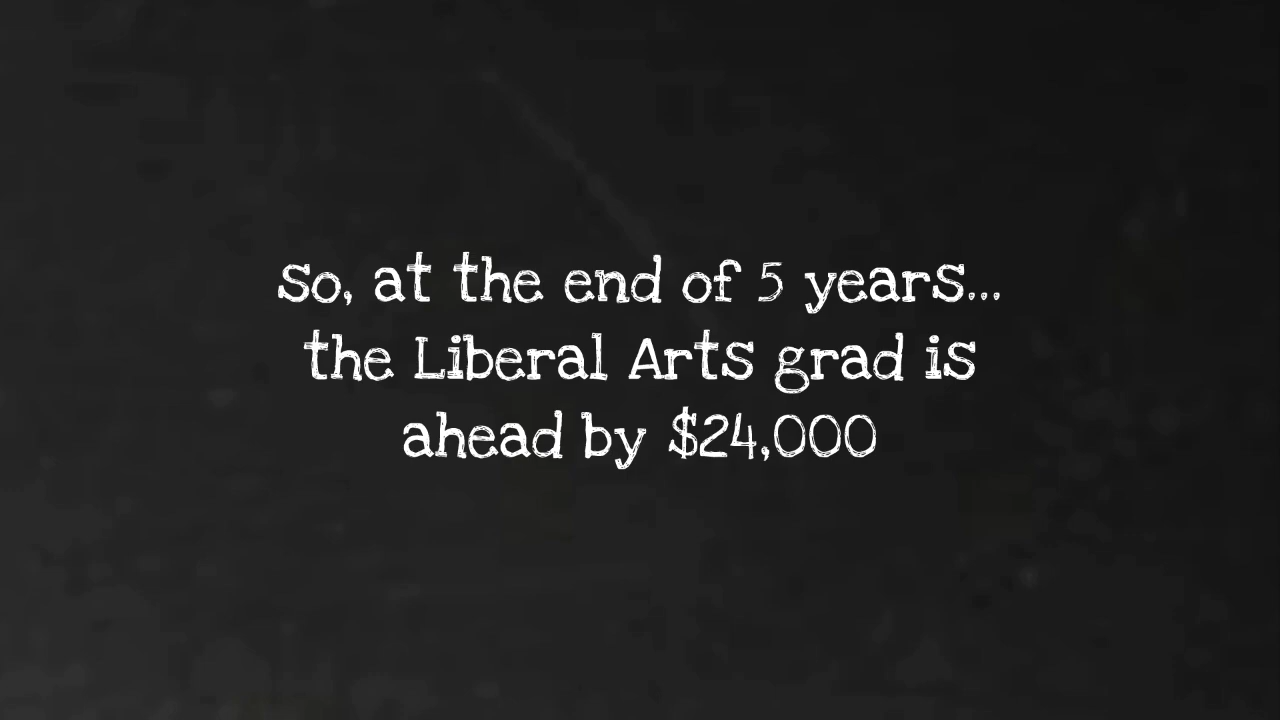 so, at the end of 5 years...
the Liberal Arts grad is
ahead by $24,000